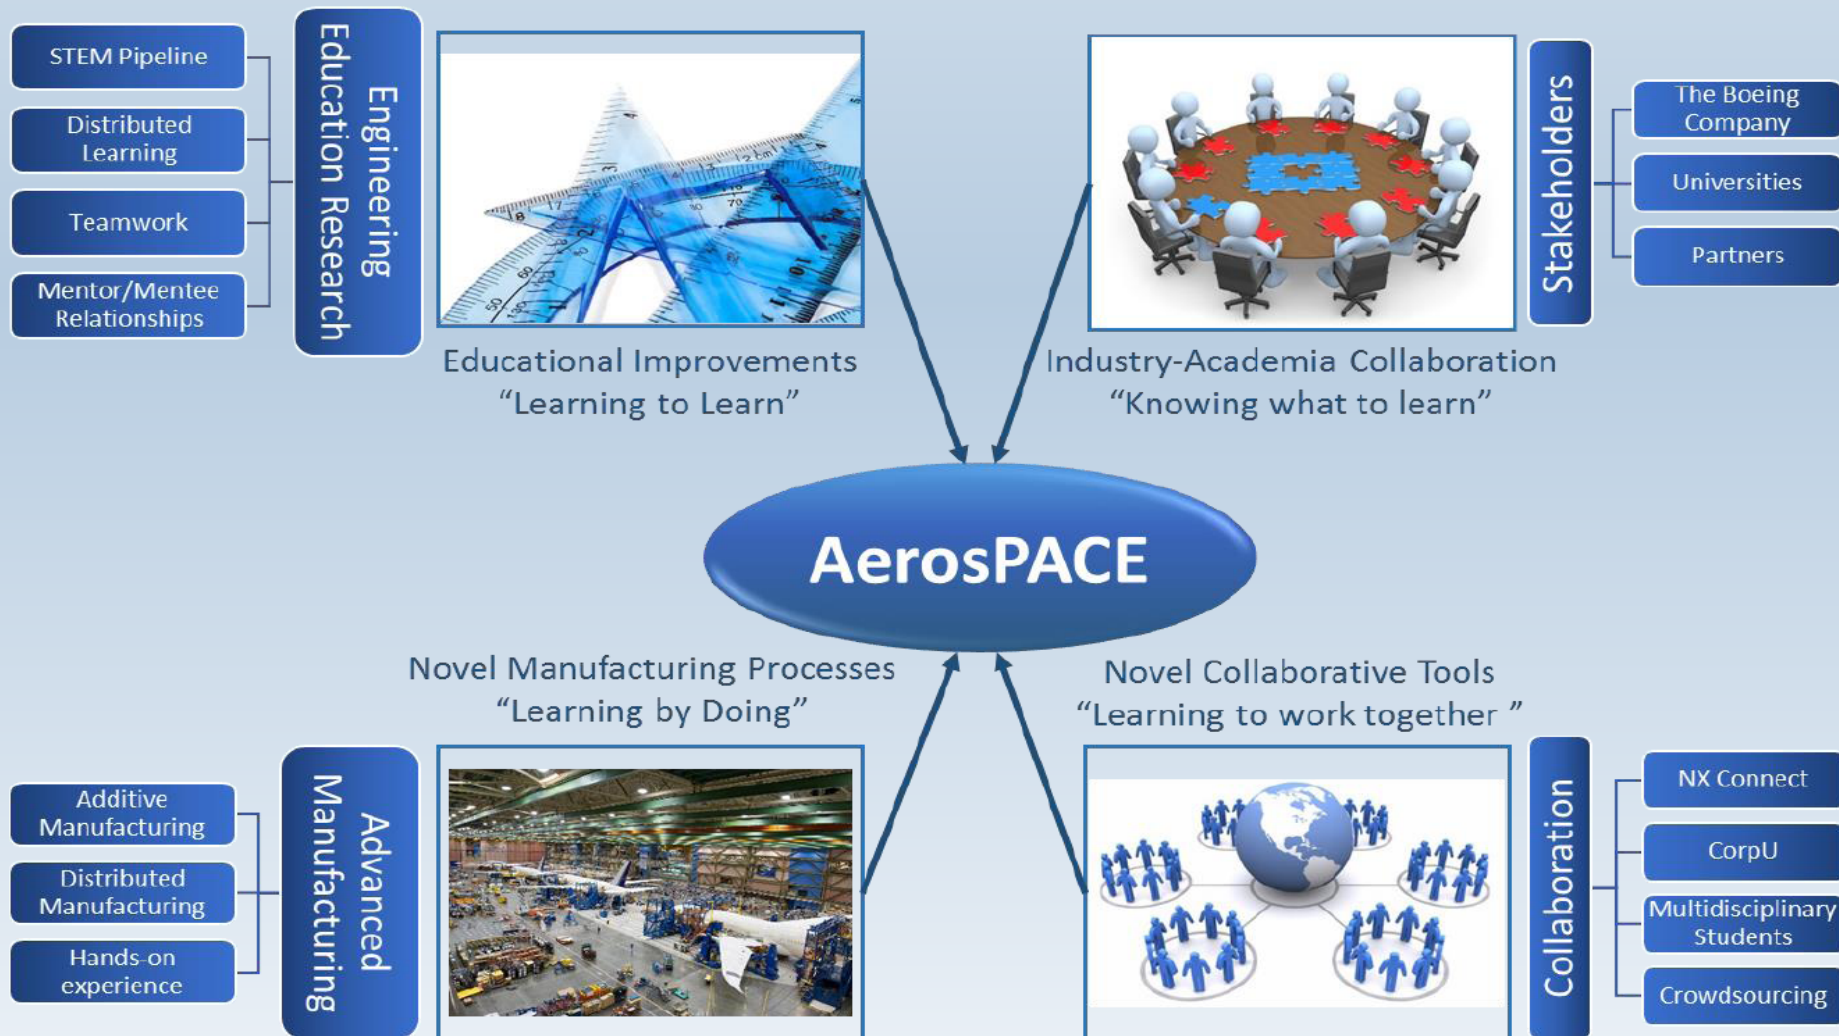 STEM Pipeline
Distributed
Learning
Teamwork
Mentor/Mentee
Relationships
Engineering
Education Research
Educational Improvements
“Learning to Learn”
Industry-Academia Collaboration
“Knowing what to learn”
Stakeholders
The Boeing
Company
Universities
Partners
AerosPACE
Novel Manufacturing Processes
“Learning by Doing”
Novel Collaborative Tools
“Learning to work together ”
Additive
Manufacturing
Distributed
Manufacturing
Hands-on
experience
Advanced
Manufacturing
Collaboration
NX Connect
CorpU
Multidisciplinary
Students
Crowdsourcing